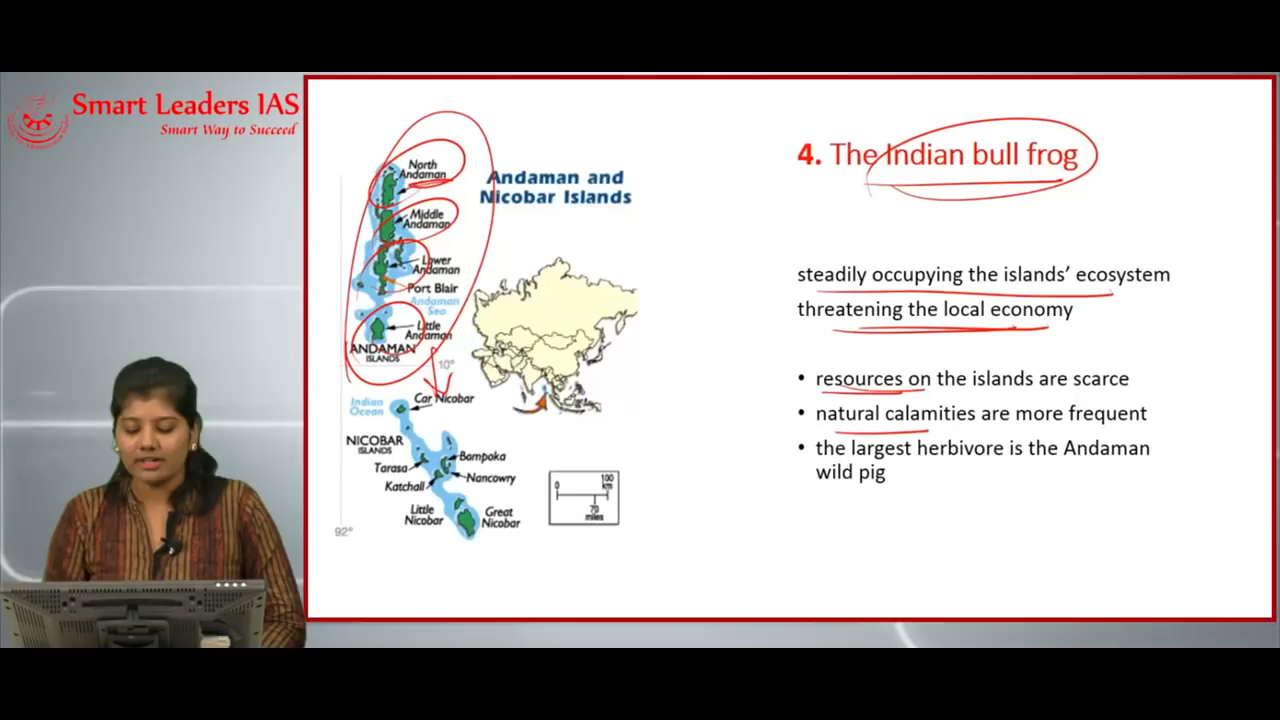 Smart Leaders IAS
Smart Way to Succeed
North
Andaman
Andaman and
Nicobar Islands
Middle
Andaman
Lower
Andaman
Port Blair
Andaman
Sea
Little
Andaman
ANDAMAN
ISLANDS
10°
Indian
Ocean
Car Nicobar
NICOBAR
ISLANDS
Bompoka
Tarasa
Nancowry
Katchall
Little
Nicobar
Great
Nicobar
92°
0
100
km
70
miles
4. The Indian bull frog
steadily occupying the islands’ ecosystem
threatening the local economy
• resources on the islands are scarce
• natural calamities are more frequent
• the largest herbivore is the Andaman
wild pig